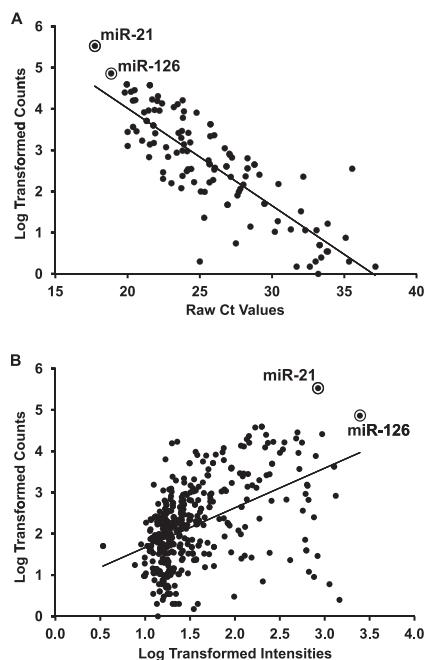 A
miR-21
miR-126
Log Transformed Counts
6
5
4
3
2
1
0
15 20 25 30 35 40
Raw Ct Values
B
miR-21
miR-126
Log Transformed Counts
6
5
4
3
2
1
0
0.0 0.5 1.0 1.5 2.0 2.5 3.0 3.5 4.0
Log Transformed Intensities